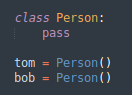 class Person:
    pass

tom = Person()
bob = Person()